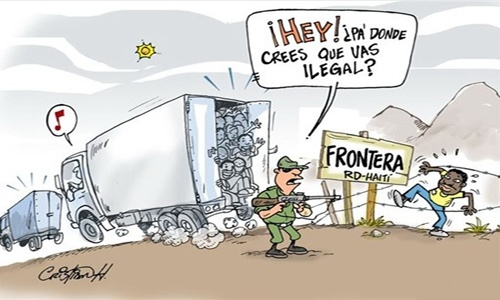 ¡HEY! ¿PA' DONDE
CREES QUE VAS
ILEGAL?
FRONTERA
RD-HAITÍ
CRISTIAN H.